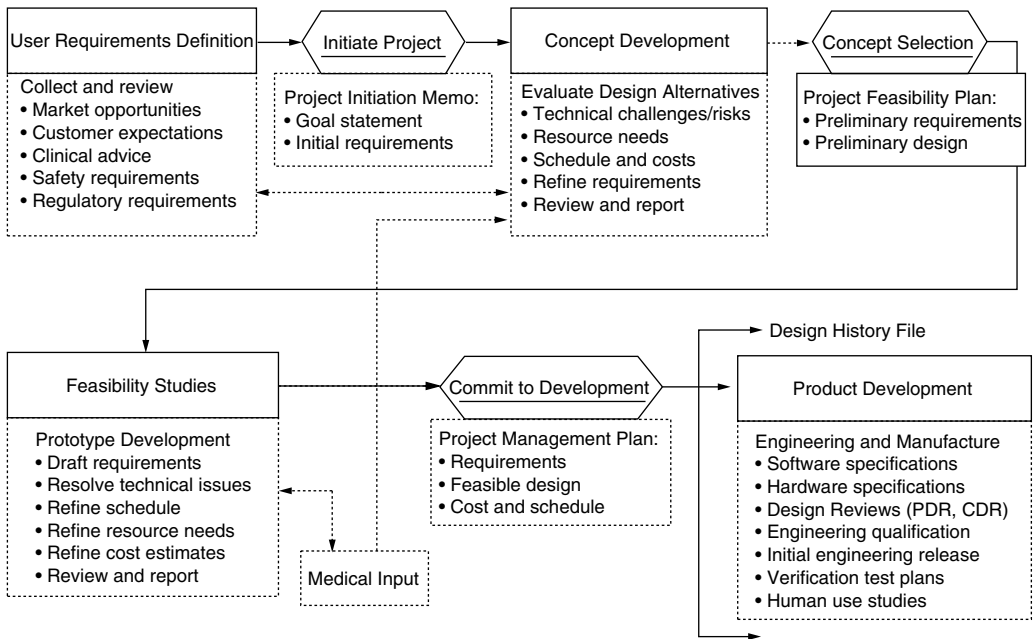 User Requirements Definition
Collect and review
• Market opportunities
• Customer expectations
• Clinical advice
• Safety requirements
• Regulatory requirements
Initiate Project
Project Initiation Memo:
• Goal statement
• Initial requirements
Concept Development
Evaluate Design Alternatives
• Technical challenges/risks
• Resource needs
• Schedule and costs
• Refine requirements
• Review and report
Concept Selection
Project Feasibility Plan:
• Preliminary requirements
• Preliminary design
Feasibility Studies
Prototype Development
• Draft requirements
• Resolve technical issues
• Refine schedule
• Refine resource needs
• Refine cost estimates
• Review and report
Medical Input
Commit to Development
Project Management Plan:
• Requirements
• Feasible design
• Cost and schedule
Design History File
Product Development
Engineering and Manufacture
• Software specifications
• Hardware specifications
• Design Reviews (PDR, CDR)
• Engineering qualification
• Initial engineering release
• Verification test plans
• Human use studies